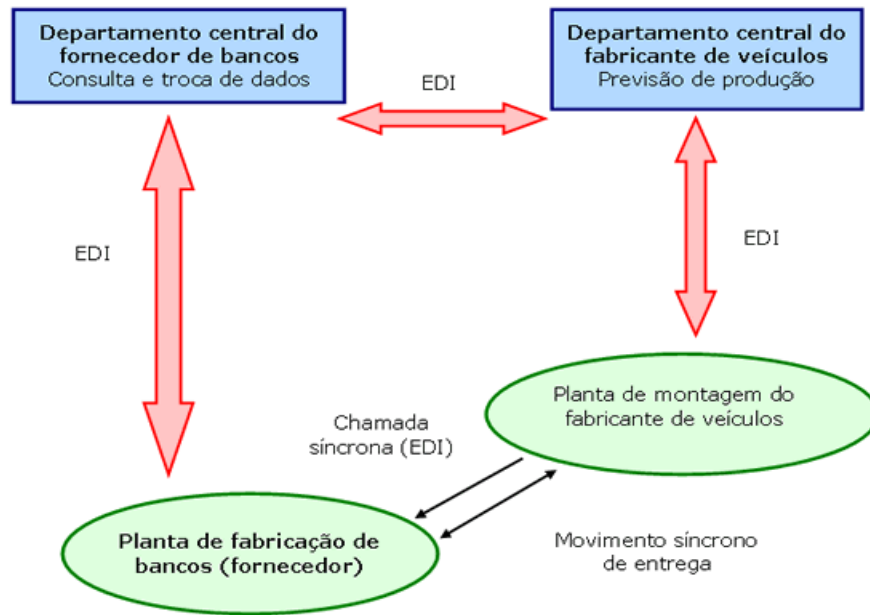 Departamento central do
fornecedor de bancos
Consulta e troca de dados
Departamento central do
fabricante de veículos
Previsão de produção
EDI
EDI
EDI
Planta de montagem do
fabricante de veículos
Chamada
síncrona (EDI)
Planta de fabricação de
bancos (fornecedor)
Movimento síncrono
de entrega